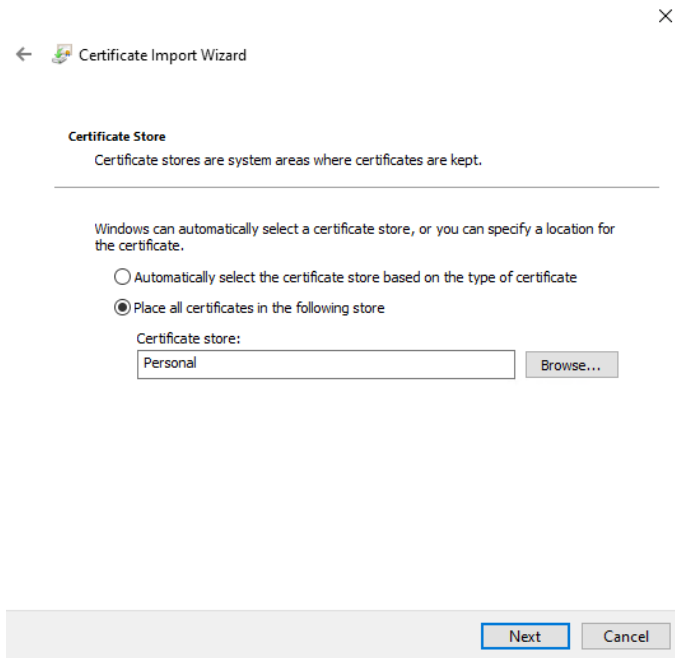 Certificate Import Wizard
Certificate Store
Certificate stores are system areas where certificates are kept.
Windows can automatically select a certificate store, or you can specify a location for
the certificate.
Automatically select the certificate store based on the type of certificate
Place all certificates in the following store
Certificate store:
Personal
Browse...
Next
Cancel